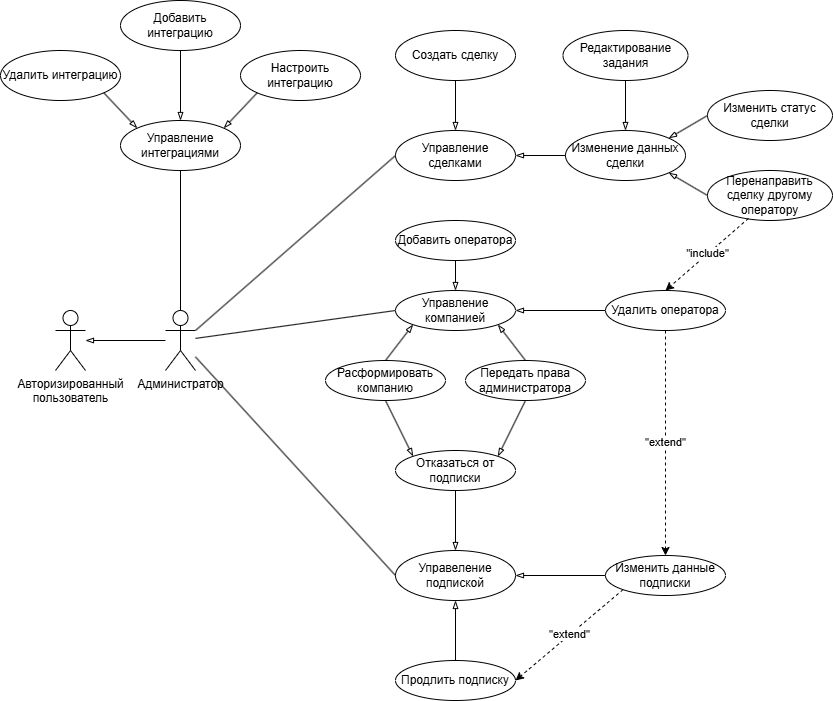 Добавить
интеграцию
Удалить интеграцию
Настроить
интеграцию
Управление
интеграциями
Создать сделку
Редактирование
задания
Изменить статус
сделки
Управление
сделками
Изменение данных
сделки
Перенаправить
сделку другому
оператору
"include"
Добавить оператора
Управление
компанией
Удалить оператора
Авторизированный
пользователь
Администратор
Расформировать
компанию
Передать права
администратора
"extend"
Отказаться от
подписки
Управеление
подпиской
Изменить данные
подписки
"extend"
Продлить подписку